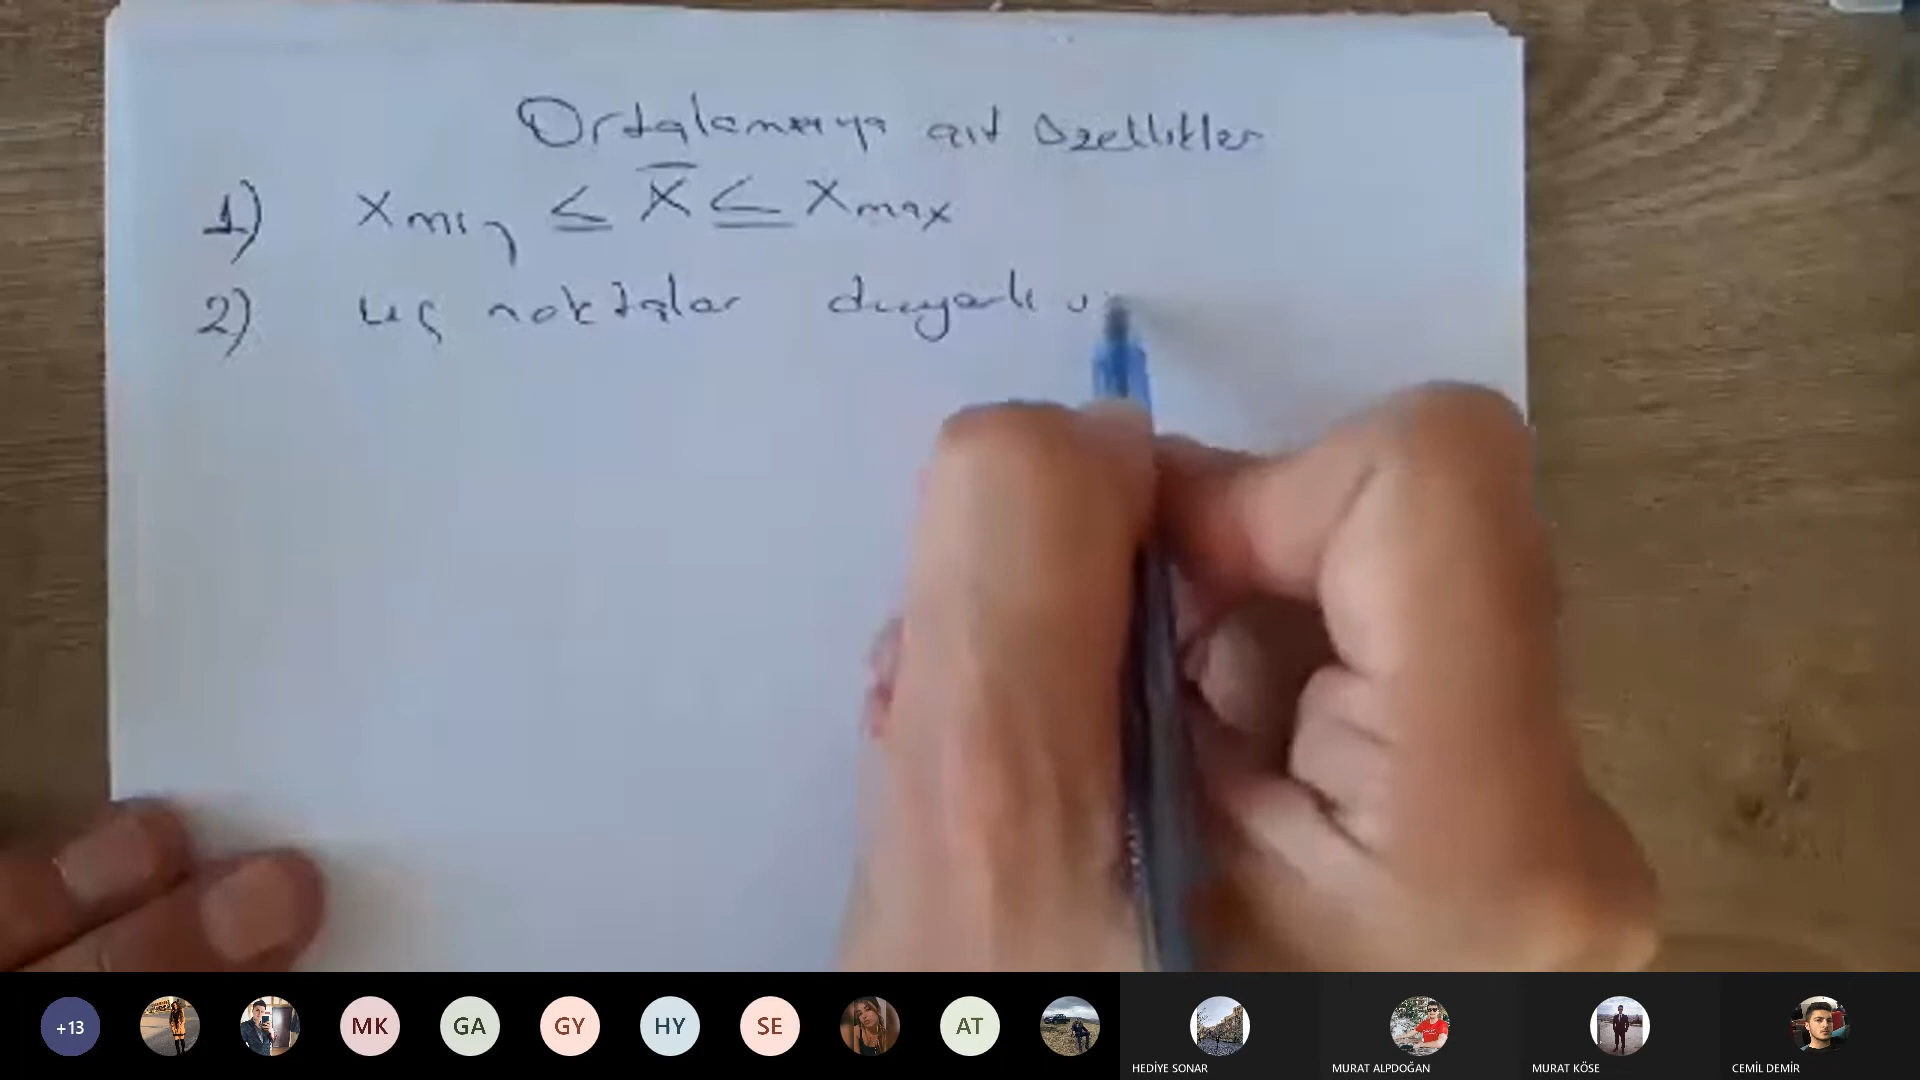 Ortalamaya ait özellikler
1) Xmin ≤ X̅ ≤ Xmax
2) uç noktalar duyarlı
+13
MK
GA
GY
HY
SE
AT
HEDİYE SONAR
MURAT ALPDOĞAN
MURAT KÖSE
CEMİL DEMİR